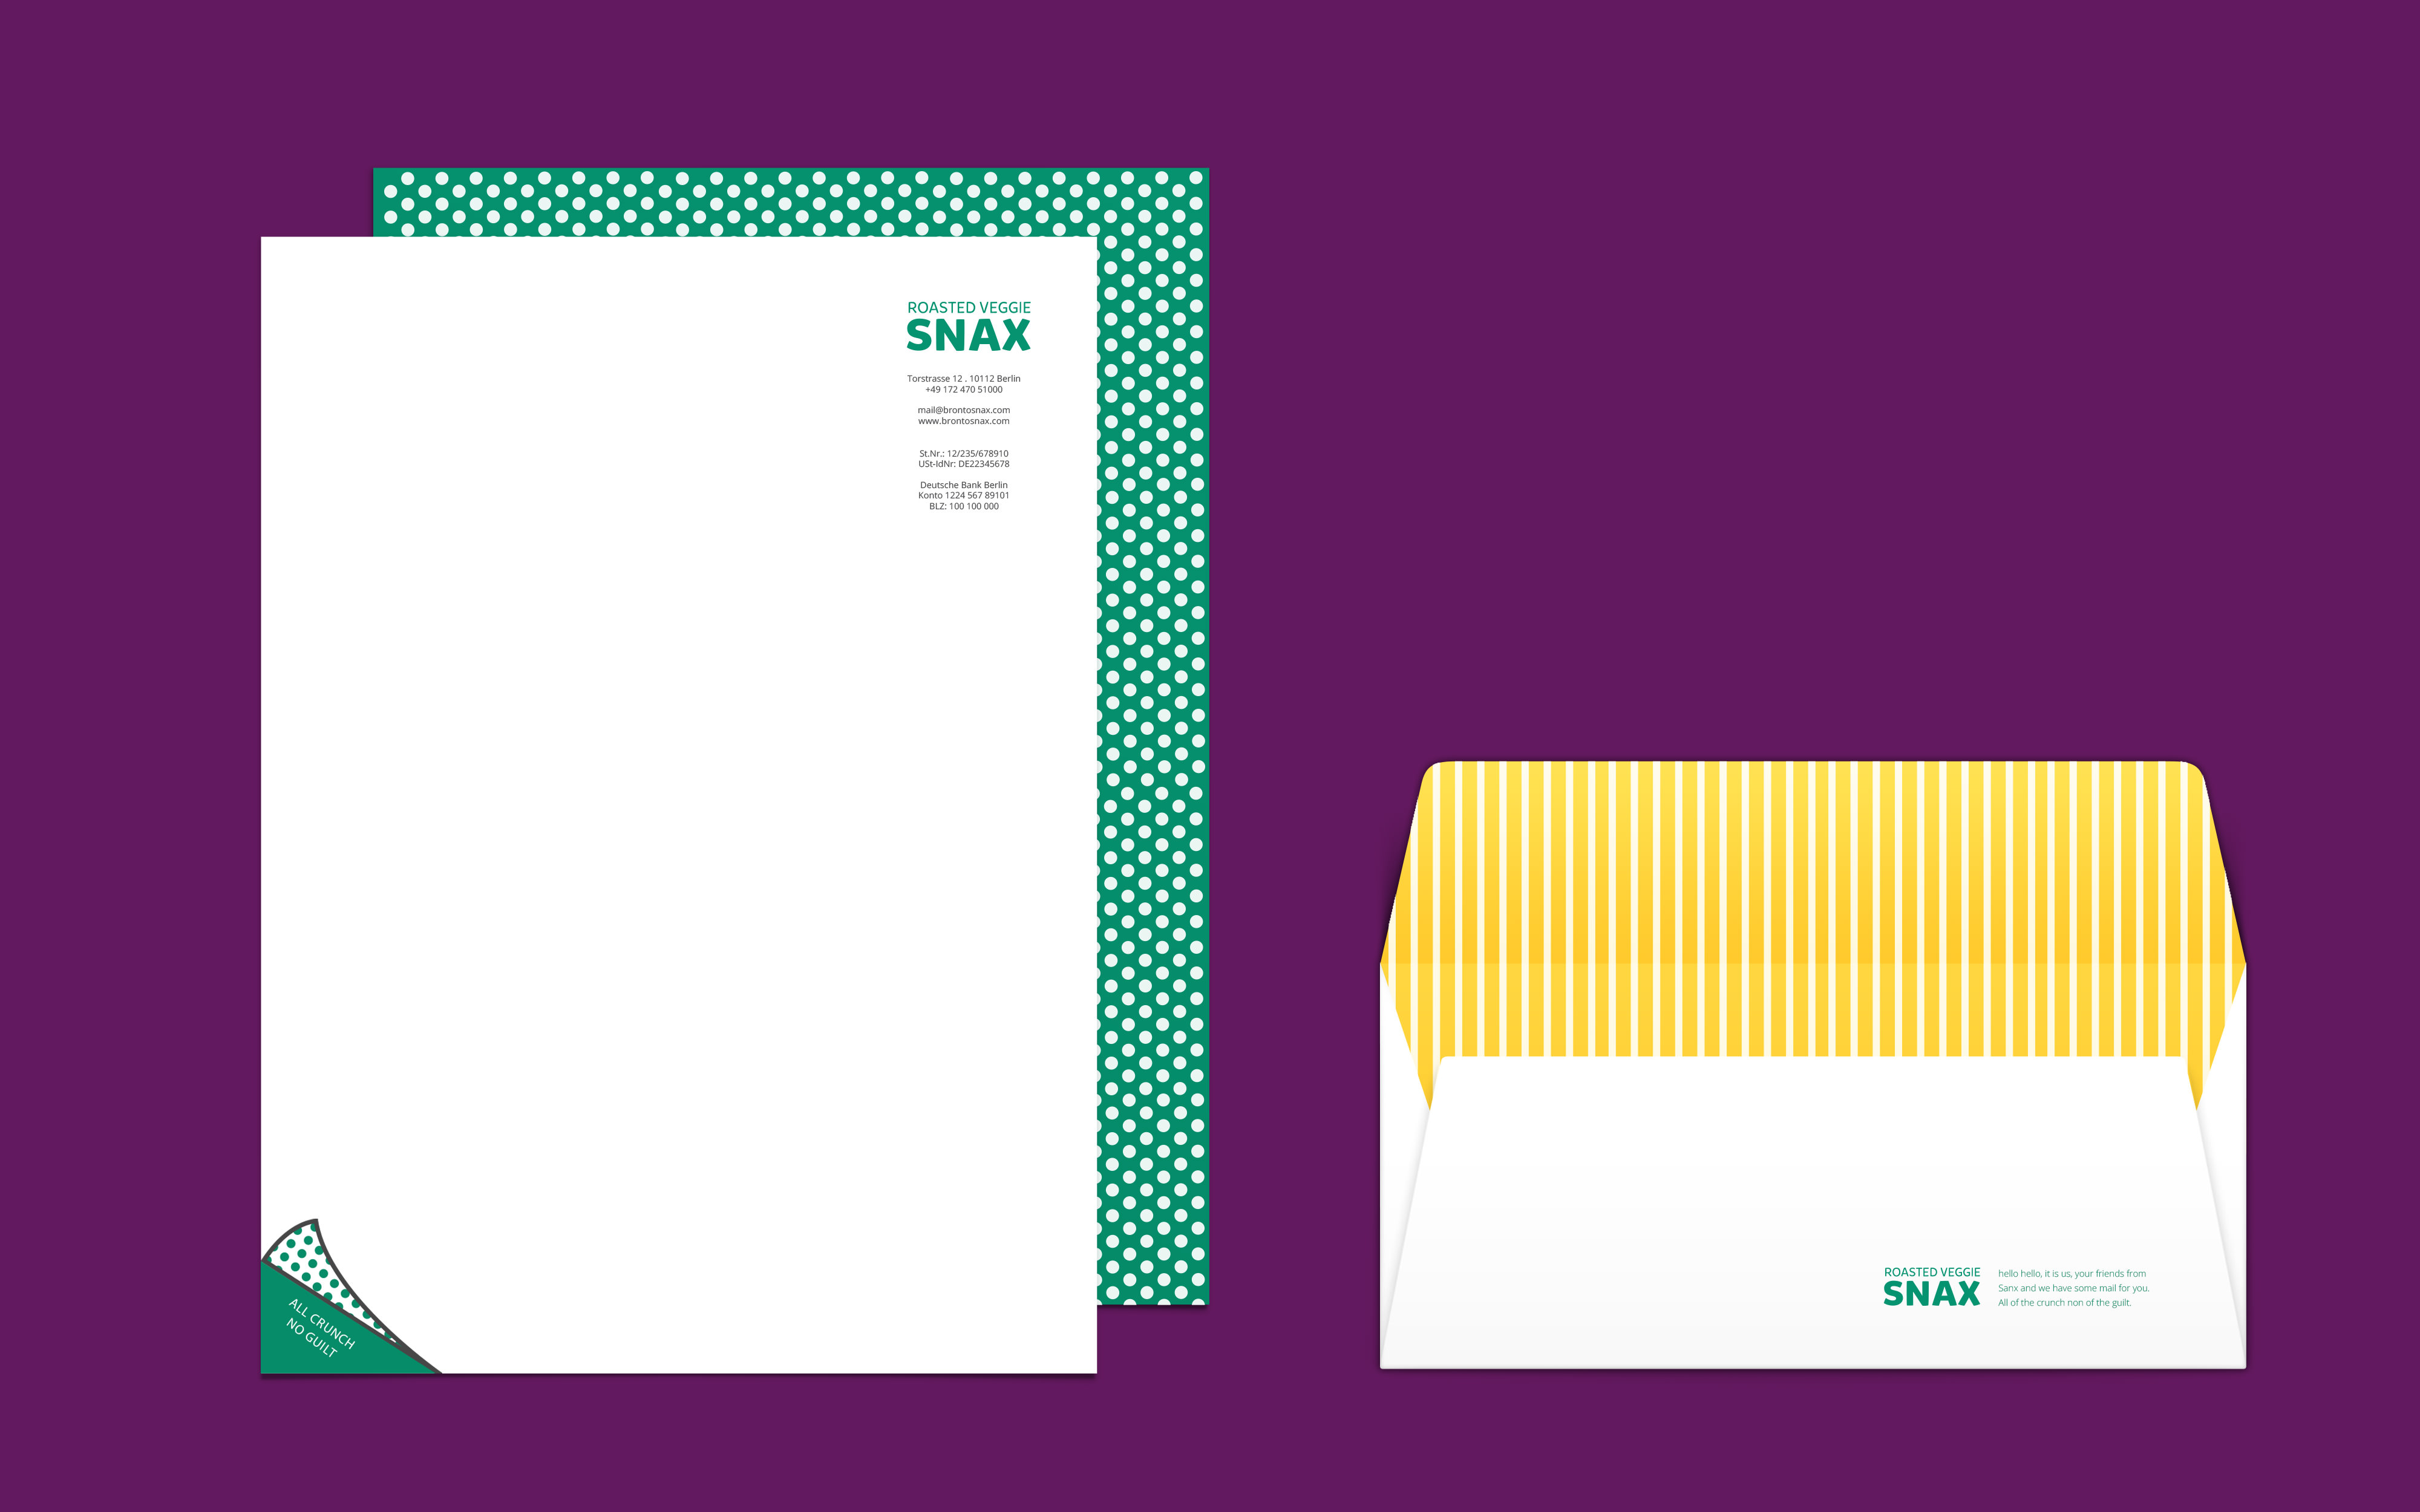 ROASTED VEGGIE
SNAX
Torstrasse 12 . 10112 Berlin
+49 172 470 51000
mail@brontosnax.com
www.brontosnax.com
St.Nr.: 12/235/678910
USt-IdNr: DE22345678
Deutsche Bank Berlin
Konto 1224 567 89101
BLZ: 100 100 000
ALL CRUNCH
NO GUILT
ROASTED VEGGIE
SNAX
hello hello, it is us, your friends from
Sanx and we have some mail for you.
All of the crunch non of the guilt.